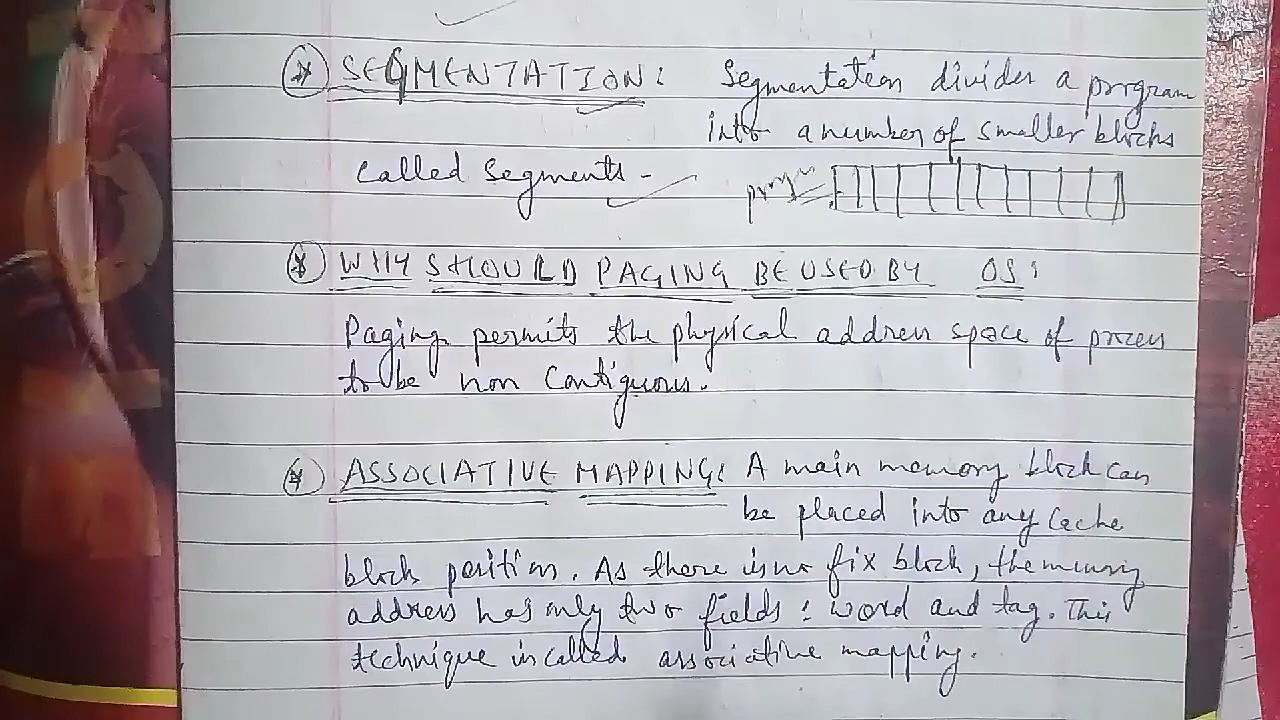 SEGMENTATION: Segmentation divides a program
into a number of smaller blocks
called segments -
WHY SHOULD PAGING BE USED BY OS:
Paging permits the physical address space of process
to be non contiguous.
ASSOCIATIVE MAPPING: A main memory block can
be placed into any cache
block position. As there is no fix block, the memory
address has only two fields : word and tag. This
technique is called associative mapping.